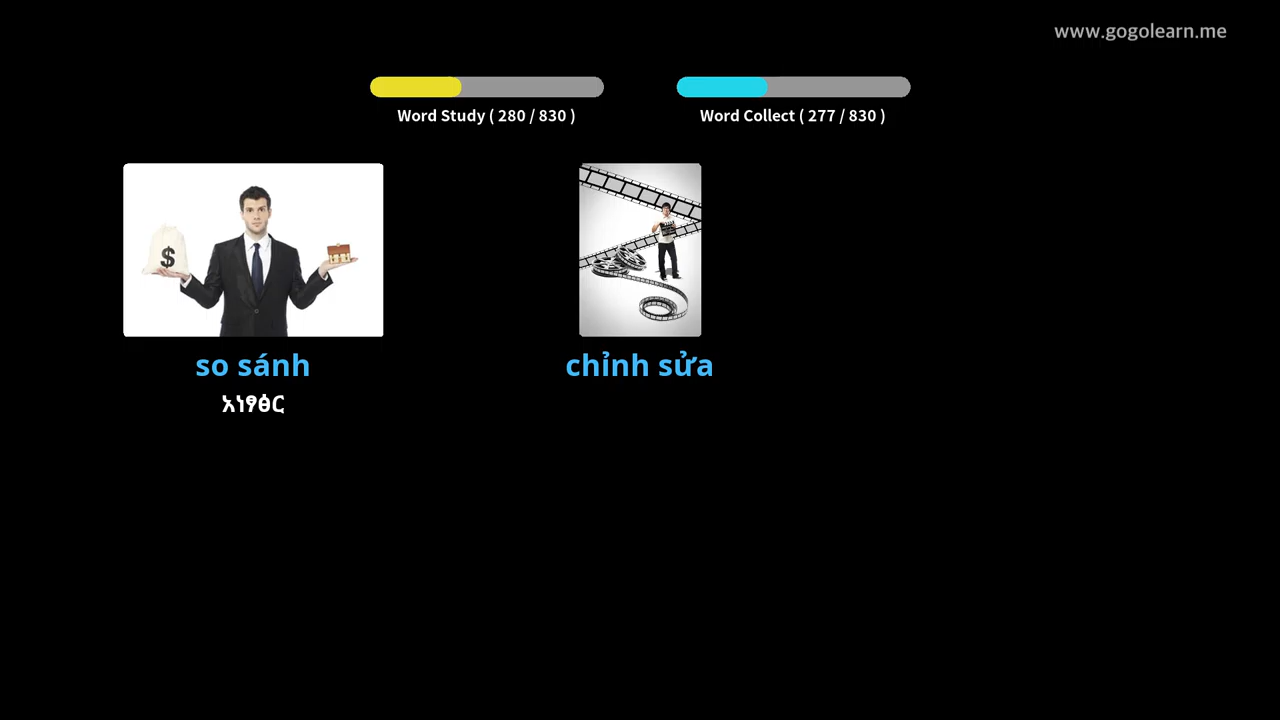 www.gogolearn.me
Word Study ( 280 / 830 )
Word Collect ( 277 / 830 )
$
so sánh
chỉnh sửa
አነፃፅር